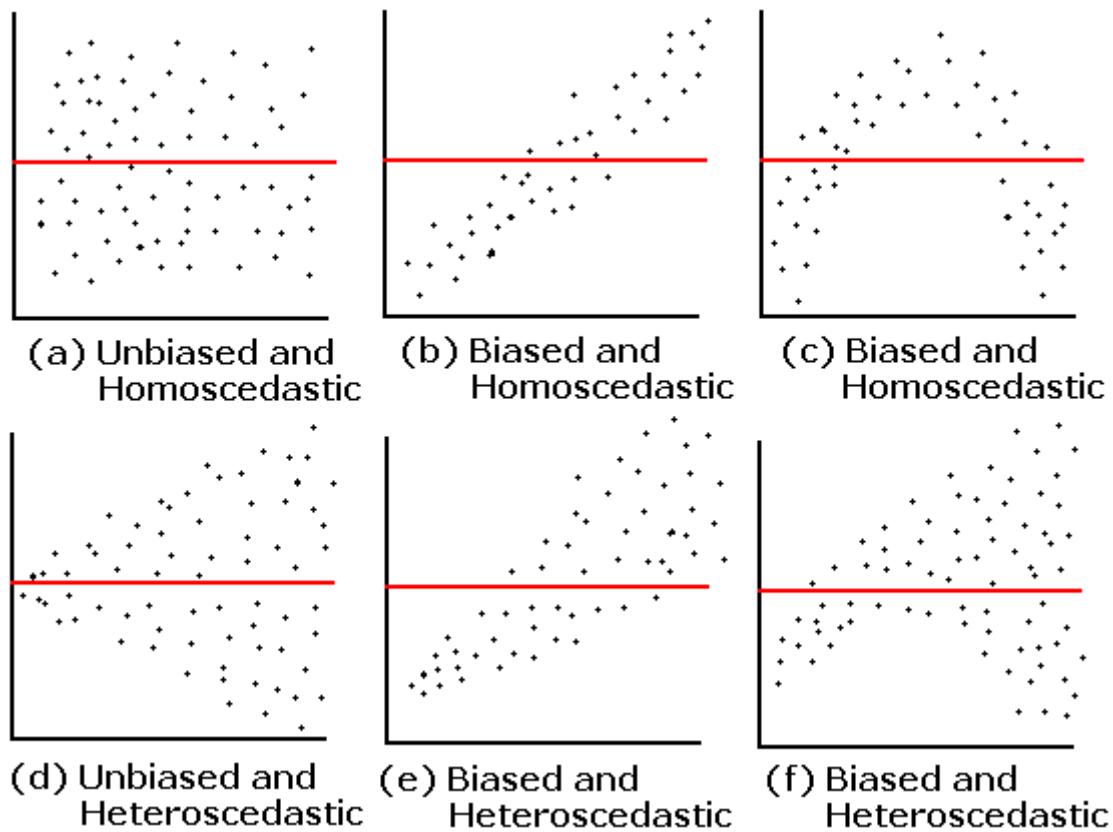 (a) Unbiased and
Homoscedastic
(b) Biased and
Homoscedastic
(c) Biased and
Homoscedastic
(d) Unbiased and
Heteroscedastic
(e) Biased and
Heteroscedastic
(f) Biased and
Heteroscedastic